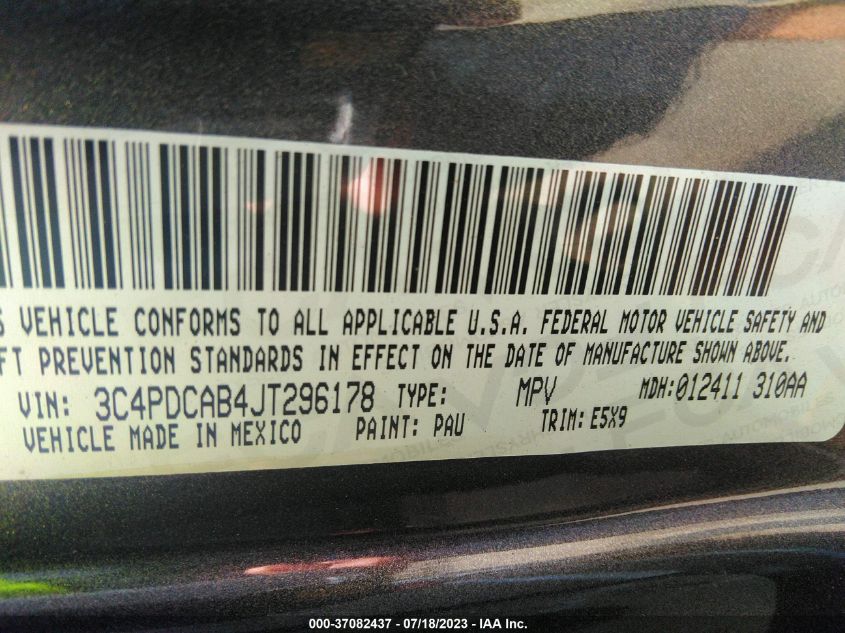 S VEHICLE CONFORMS TO ALL APPLICABLE U.S.A. FEDERAL MOTOR VEHICLE SAFETY AND
FT PREVENTION STANDARDS IN EFFECT ON THE DATE OF MANUFACTURE SHOWN ABOVE.
VIN: 3C4PDCAB4JT296178 TYPE: MPV MDH:012411 310AA
VEHICLE MADE IN MEXICO PAINT: PAU TRIM: E5X9
000-37082437 - 07/18/2023 - IAA Inc.